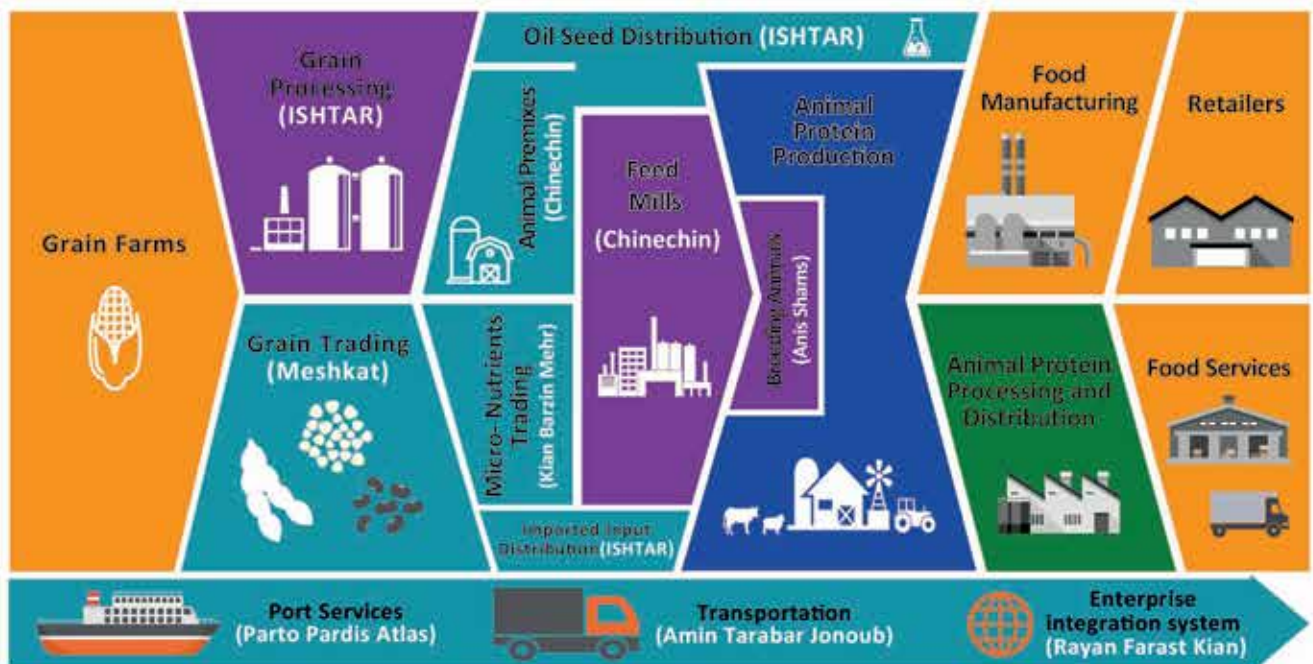 Grain Farms
Grain
Processing
(ISHTAR)
Grain Trading
(Meshkat)
Oil Seed Distribution (ISHTAR)
Animal Premixes
(Chinechin)
Micro- Nutrients
Trading
(Kian Barzin Mehr)
Feed
Mills
(Chinechin)
Imported Input
Distribution(ISHTAR)
Animal
Protein
Production
Breeding Animals
(Anis Shams)
Food
Manufacturing
Retailers
Animal Protein
Processing and
Distribution
Food Services
Port Services
(Parto Pardis Atlas)
Transportation
(Amin Tarabar Jonoub)
Enterprise
integration system
(Rayan Farast Kian)